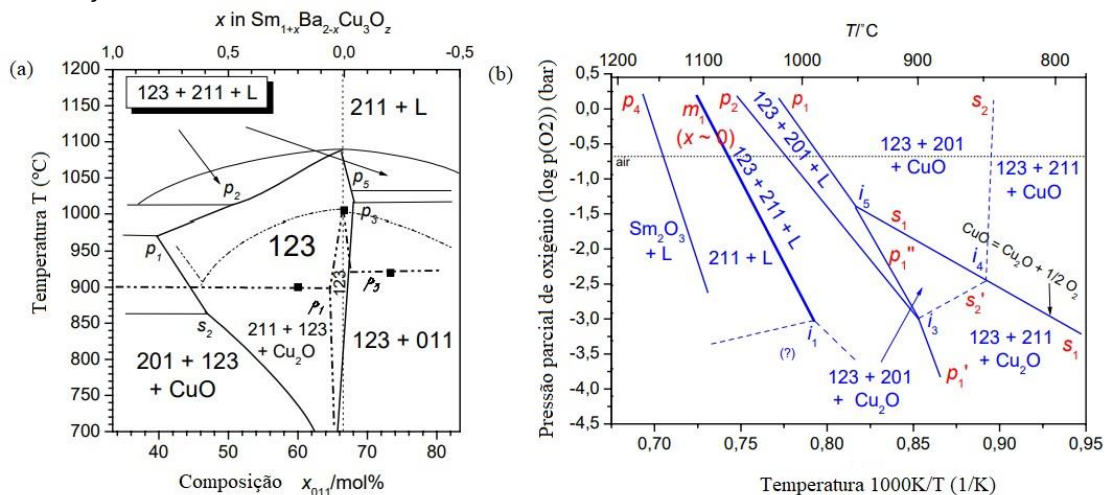 x in Sm1+xBa2-xCu3Oz
1,0 0,5 0,0 -0,5
(a)
1200
1150
1100
1050
1000
950
900
850
800
750
700
Temperatura T (°C)
123 + 211 + L
211 + L
p2
p5
p3
p1
123
123
p1
p3
211 + 123
+ Cu2O
s2
201 + 123
+ CuO
123 + 011
40 50 60 70 80
Composição x011/mol%
T/°C
1200 1100 1000 900 800
(b)
0,5
0,0
-0,5
-1,0
-1,5
-2,0
-2,5
-3,0
-3,5
-4,0
-4,5
Pressão parcial de oxigênio (log p(O2)) (bar)
p4
m1
(x ~ 0)
p2
p1
s2
air
123 + 201 + L
123 + 211 + L
123 + 201
+ CuO
123 + 211
+ CuO
Sm2O3
+ L
211 + L
i5
s1
p1''
i4
CuO = Cu2O + 1/2 O2
s2'
i3
i1
(?)
123 + 211
+ Cu2O
s1
123 + 201
+ Cu2O
p1'
0,70 0,75 0,80 0,85 0,90 0,95
Temperatura 1000K/T (1/K)